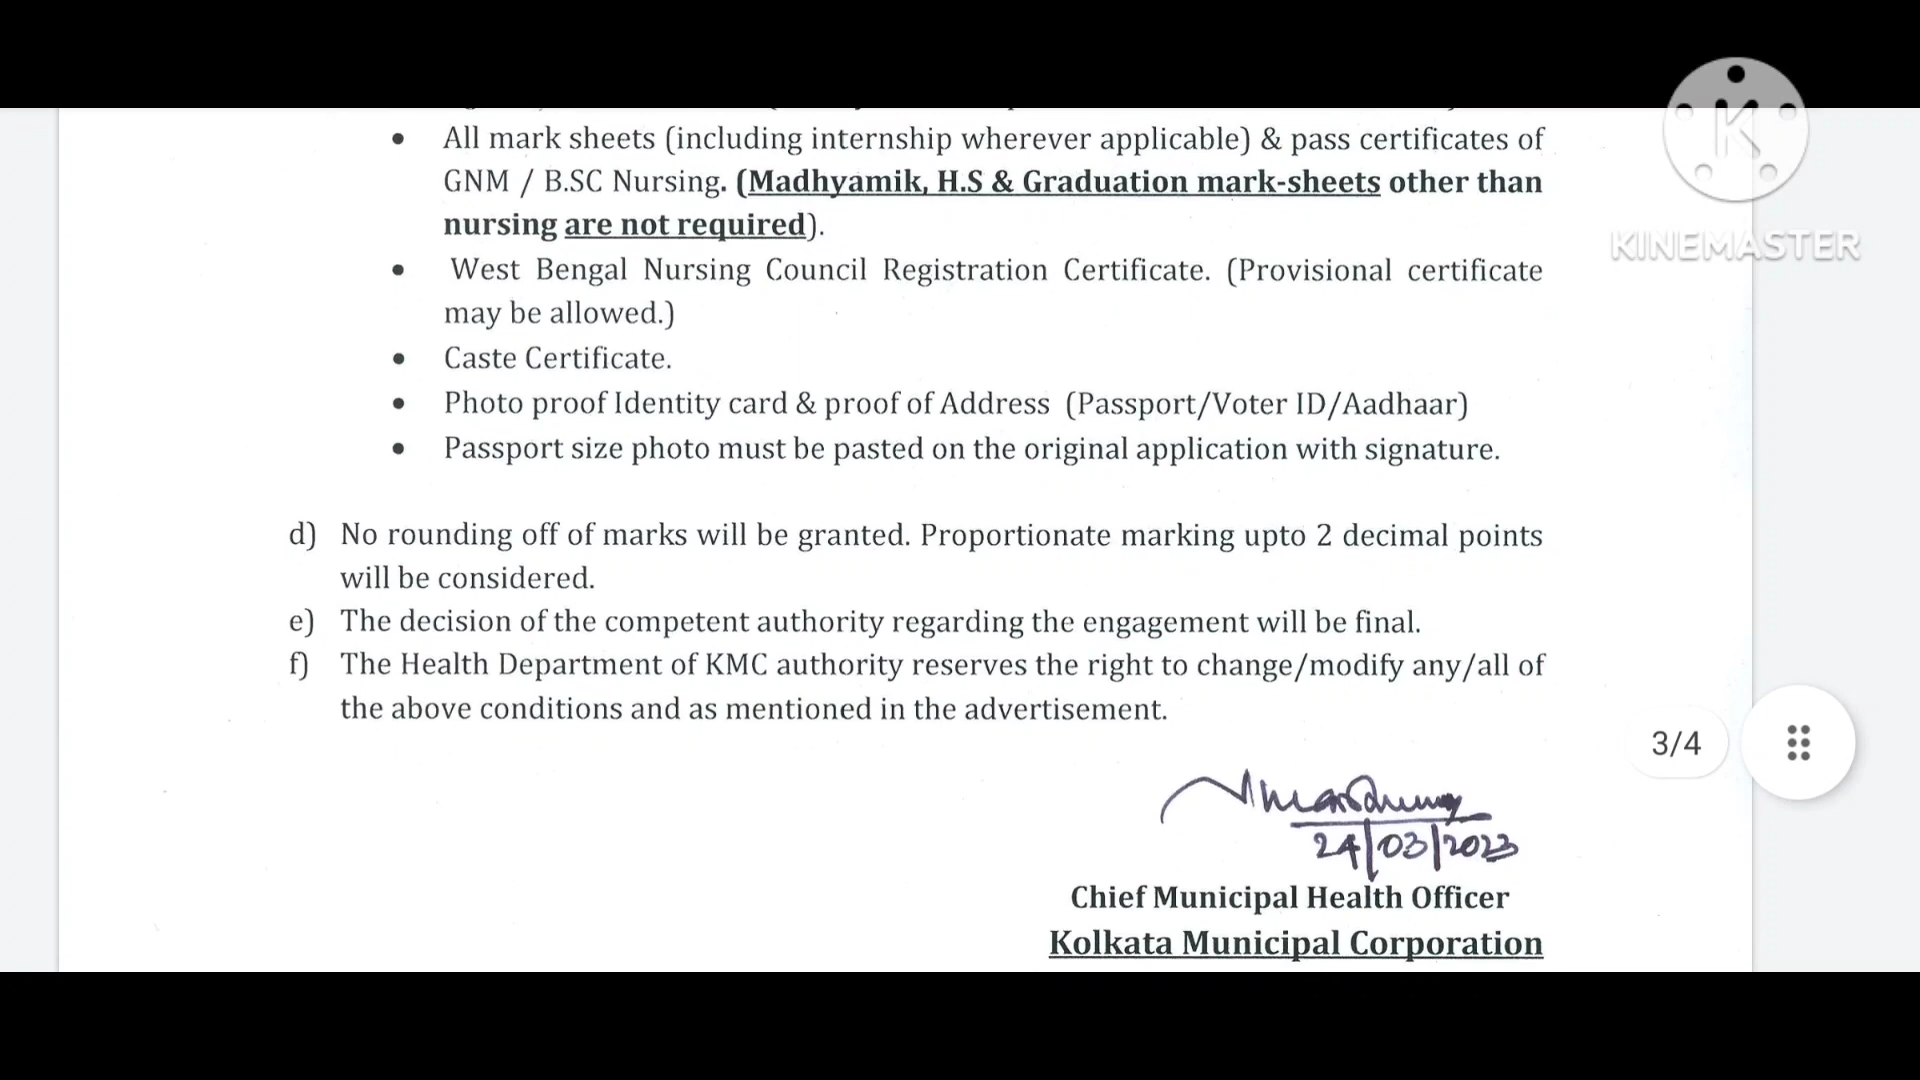 All mark sheets (including internship wherever applicable) & pass certificates of
GNM / B.SC Nursing. (Madhyamik, H.S & Graduation mark-sheets other than
nursing are not required).
West Bengal Nursing Council Registration Certificate. (Provisional certificate
may be allowed.)
Caste Certificate.
Photo proof Identity card & proof of Address (Passport/Voter ID/Aadhaar)
Passport size photo must be pasted on the original application with signature.
d) No rounding off of marks will be granted. Proportionate marking upto 2 decimal points
will be considered.
e) The decision of the competent authority regarding the engagement will be final.
f) The Health Department of KMC authority reserves the right to change/modify any/all of
the above conditions and as mentioned in the advertisement.
24/03/2023
Chief Municipal Health Officer
Kolkata Municipal Corporation
3/4
K
KINEMASTER